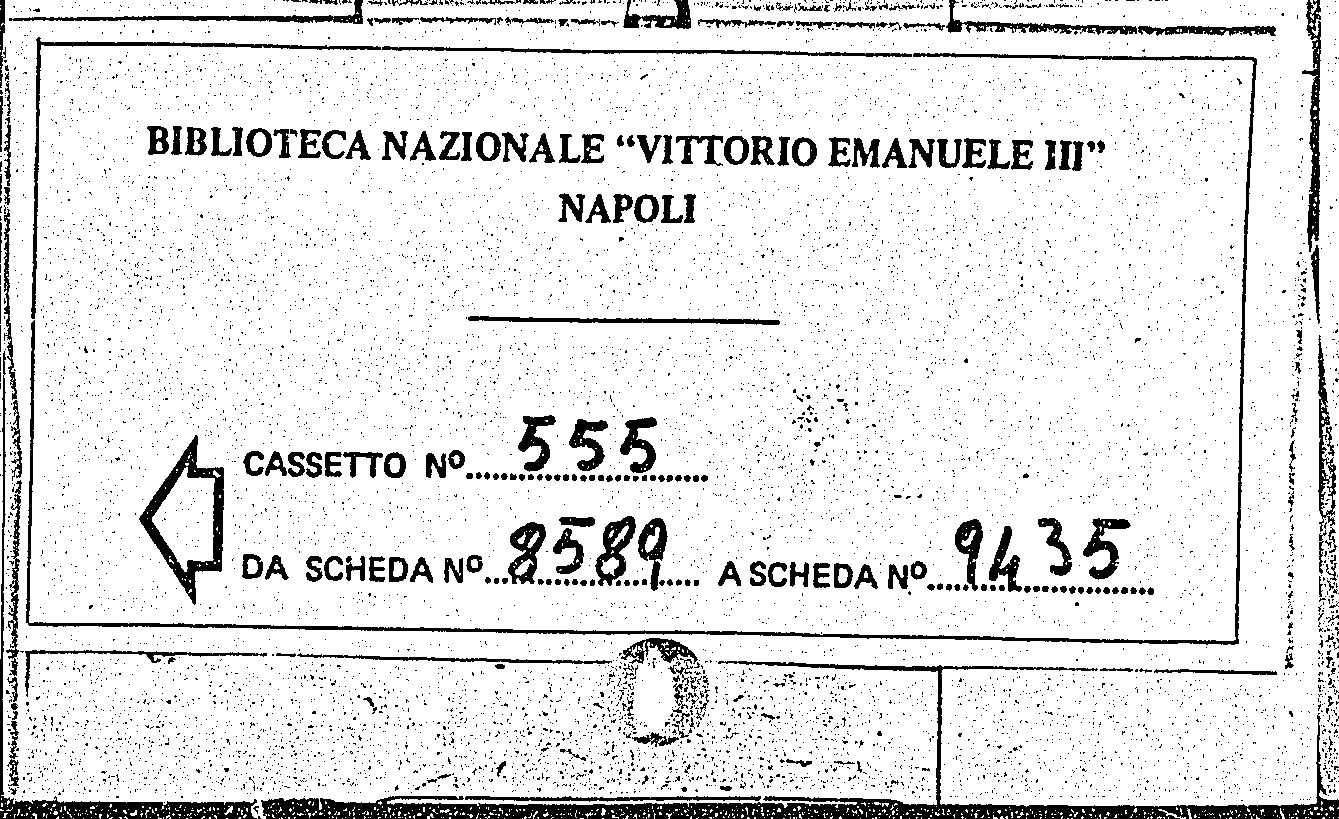 BIBLIOTECA NAZIONALE “VITTORIO EMANUELE III”
NAPOLI
CASSETTO Nº 555
DA SCHEDA Nº 8589 A SCHEDA Nº 9435